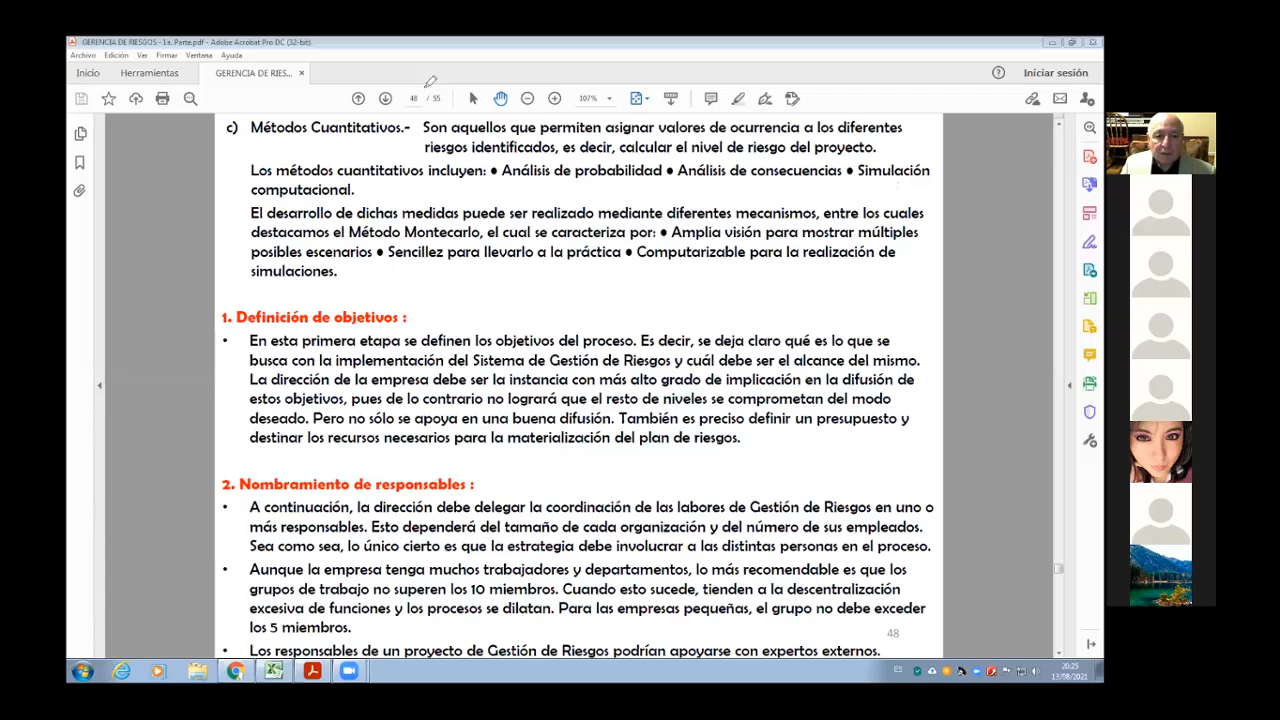 GERENCIA DE RIESGOS - 1a. Parte.pdf - Adobe Acrobat Pro DC (32-bit)
Archivo Edición Ver Firmar Ventana Ayuda
Inicio Herramientas GERENCIA DE RIES... × Iniciar sesión
48 / 55 107%
c) Métodos Cuantitativos.- Son aquellos que permiten asignar valores de ocurrencia a los diferentes
riesgos identificados, es decir, calcular el nivel de riesgo del proyecto.
Los métodos cuantitativos incluyen: • Análisis de probabilidad • Análisis de consecuencias • Simulación
computacional.
El desarrollo de dichas medidas puede ser realizado mediante diferentes mecanismos, entre los cuales
destacamos el Método Montecarlo, el cual se caracteriza por: • Amplia visión para mostrar múltiples
posibles escenarios • Sencillez para llevarlo a la práctica • Computarizable para la realización de
simulaciones.
1. Definición de objetivos :
• En esta primera etapa se definen los objetivos del proceso. Es decir, se deja claro qué es lo que se
busca con la implementación del Sistema de Gestión de Riesgos y cuál debe ser el alcance del mismo.
La dirección de la empresa debe ser la instancia con más alto grado de implicación en la difusión de
estos objetivos, pues de lo contrario no logrará que el resto de niveles se comprometan del modo
deseado. Pero no sólo se apoya en una buena difusión. También es preciso definir un presupuesto y
destinar los recursos necesarios para la materialización del plan de riesgos.
2. Nombramiento de responsables :
• A continuación, la dirección debe delegar la coordinación de las labores de Gestión de Riesgos en uno o
más responsables. Esto dependerá del tamaño de cada organización y del número de sus empleados.
Sea como sea, lo único cierto es que la estrategia debe involucrar a las distintas personas en el proceso.
• Aunque la empresa tenga muchos trabajadores y departamentos, lo más recomendable es que los
grupos de trabajo no superen los 10 miembros. Cuando esto sucede, tienden a la descentralización
excesiva de funciones y los procesos se dilatan. Para las empresas pequeñas, el grupo no debe exceder
los 5 miembros.
48
• Los responsables de un proyecto de Gestión de Riesgos podrían apoyarse con expertos externos.
ES
20:25
13/08/2021